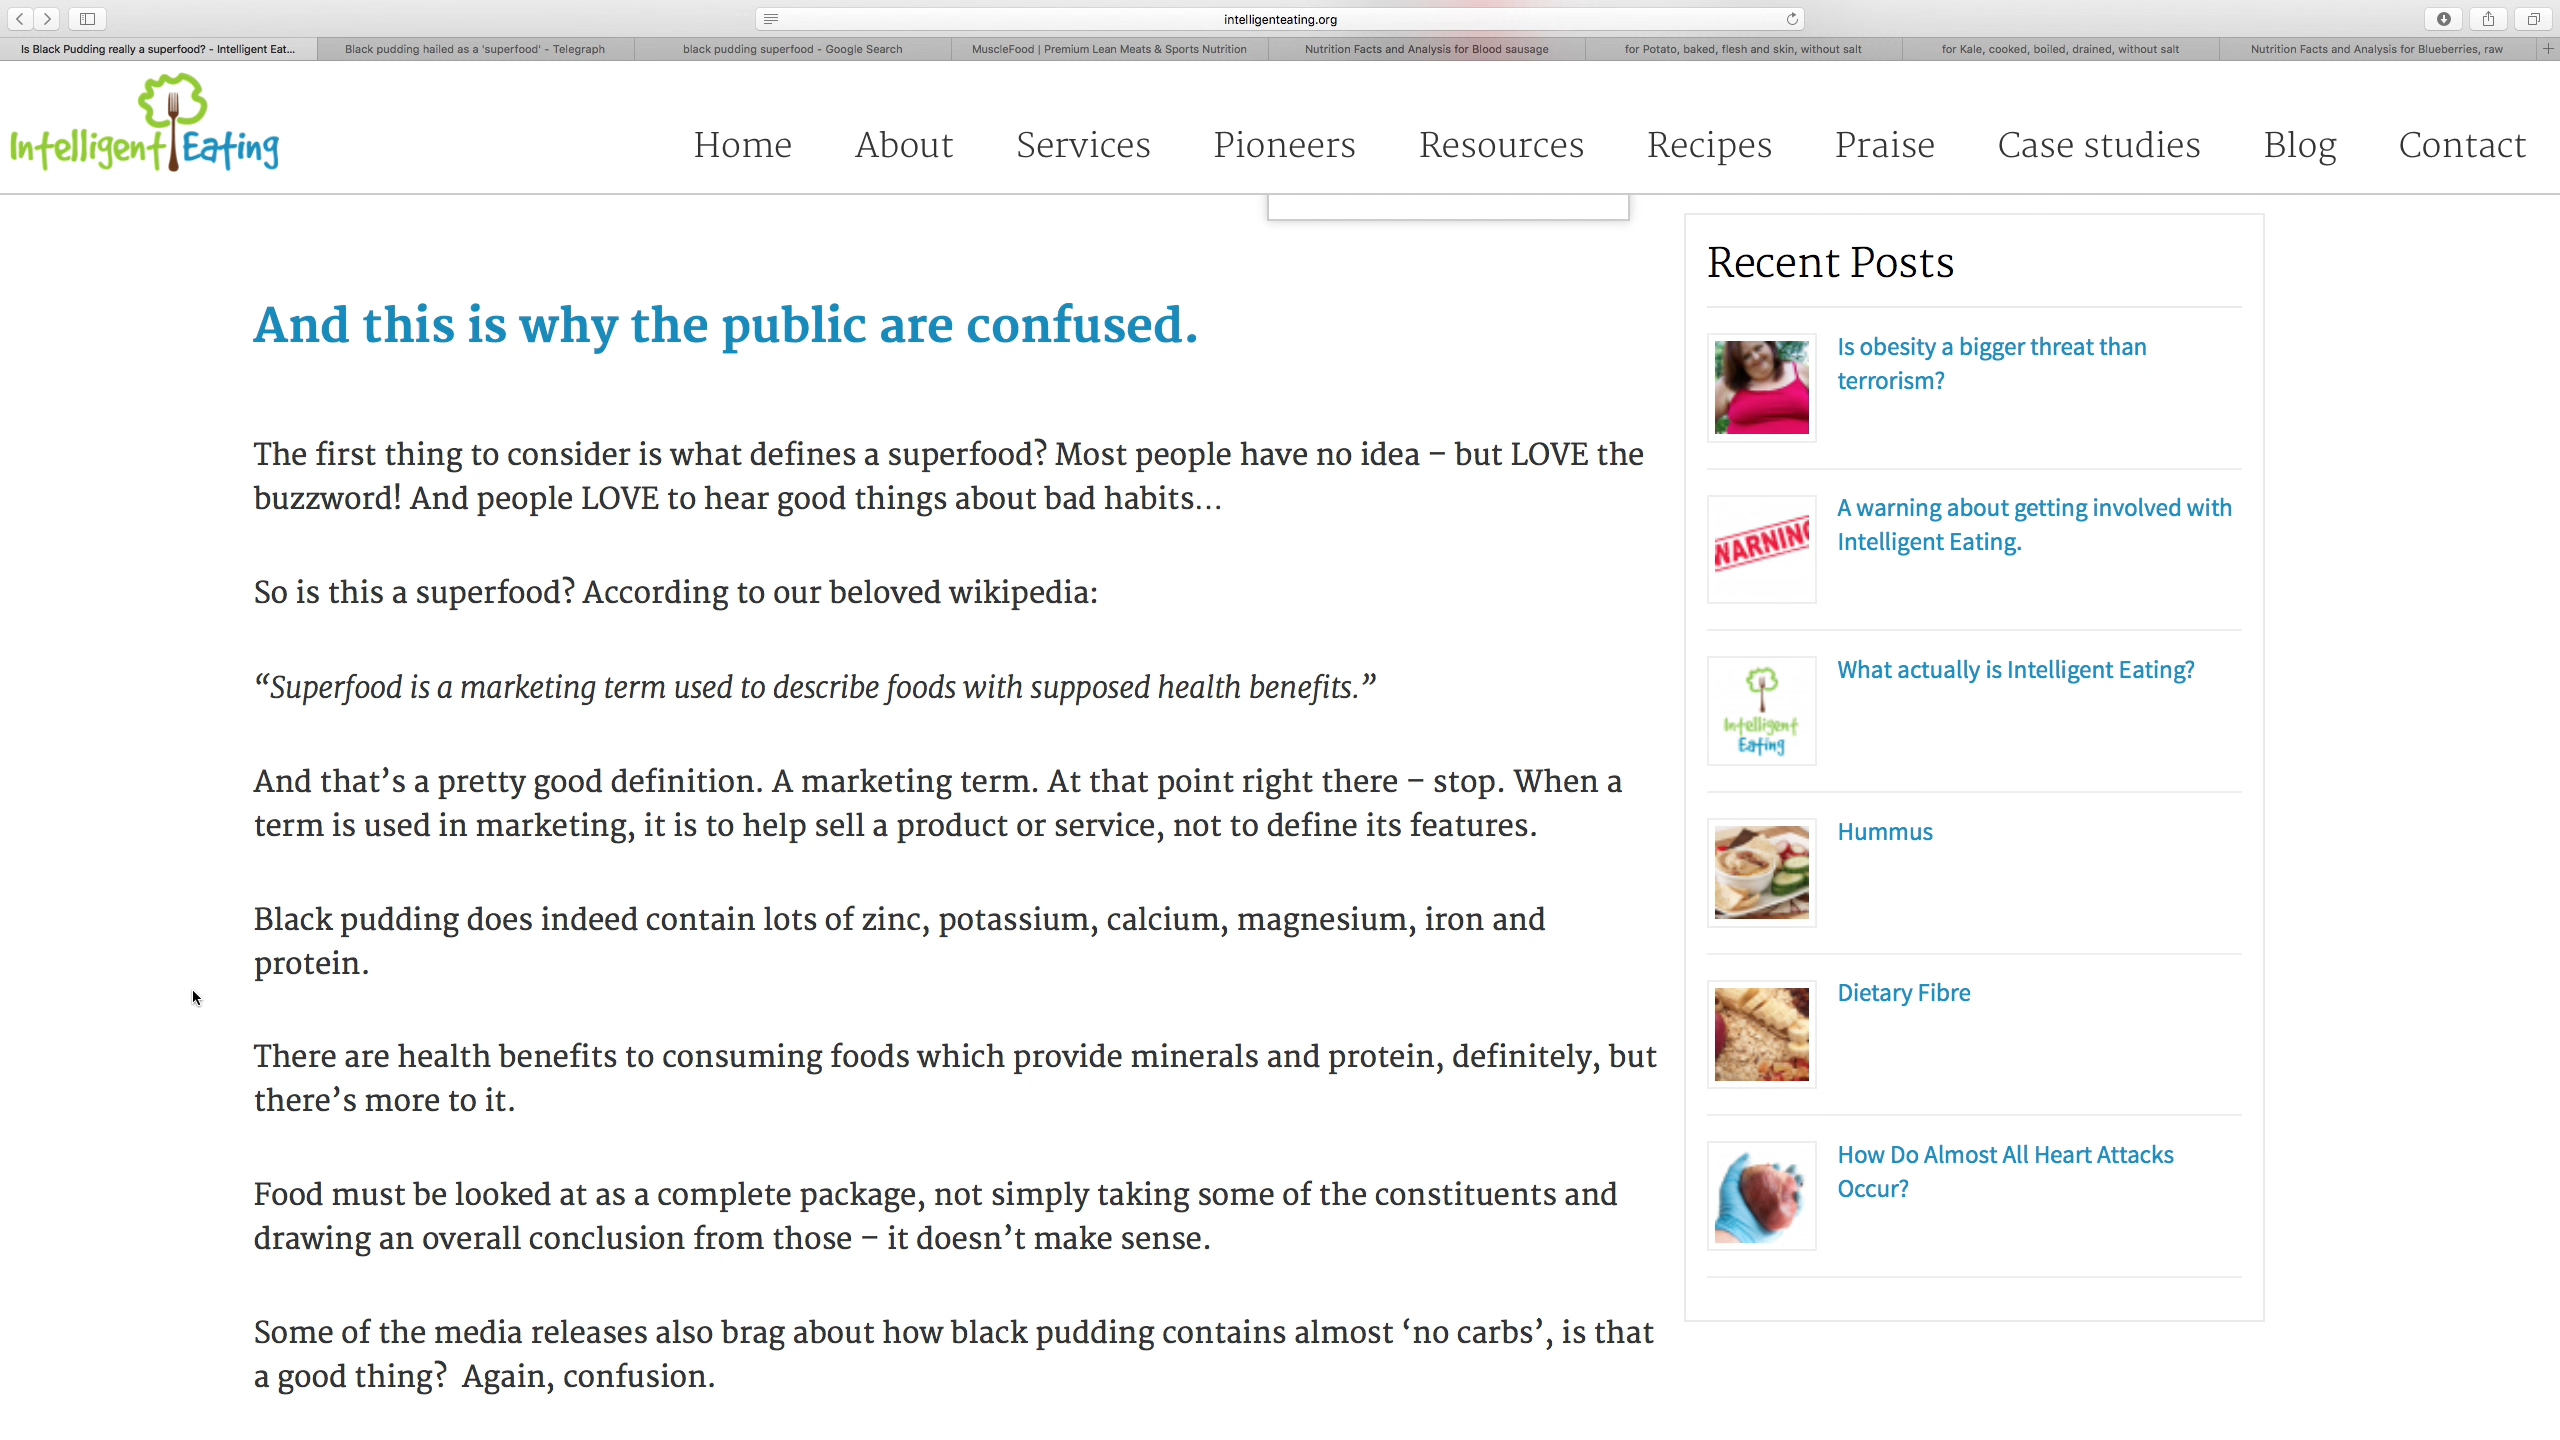 intelligenteating.org
Is Black Pudding really a superfood? - Intelligent Eat...
Black pudding hailed as a 'superfood' - Telegraph
black pudding superfood - Google Search
MuscleFood | Premium Lean Meats & Sports Nutrition
Nutrition Facts and Analysis for Blood sausage
for Potato, baked, flesh and skin, without salt
for Kale, cooked, boiled, drained, without salt
Nutrition Facts and Analysis for Blueberries, raw
Intelligent Eating
Home
About
Services
Pioneers
Resources
Recipes
Praise
Case studies
Blog
Contact
And this is why the public are confused.
The first thing to consider is what defines a superfood? Most people have no idea – but LOVE the
buzzword! And people LOVE to hear good things about bad habits…
So is this a superfood? According to our beloved wikipedia:
“Superfood is a marketing term used to describe foods with supposed health benefits.”
And that’s a pretty good definition. A marketing term. At that point right there – stop. When a
term is used in marketing, it is to help sell a product or service, not to define its features.
Black pudding does indeed contain lots of zinc, potassium, calcium, magnesium, iron and
protein.
There are health benefits to consuming foods which provide minerals and protein, definitely, but
there’s more to it.
Food must be looked at as a complete package, not simply taking some of the constituents and
drawing an overall conclusion from those – it doesn’t make sense.
Some of the media releases also brag about how black pudding contains almost ‘no carbs’, is that
a good thing?  Again, confusion.
Recent Posts
Is obesity a bigger threat than
terrorism?
WARNING
A warning about getting involved with
Intelligent Eating.
Intelligent
Eating
What actually is Intelligent Eating?
Hummus
Dietary Fibre
How Do Almost All Heart Attacks
Occur?